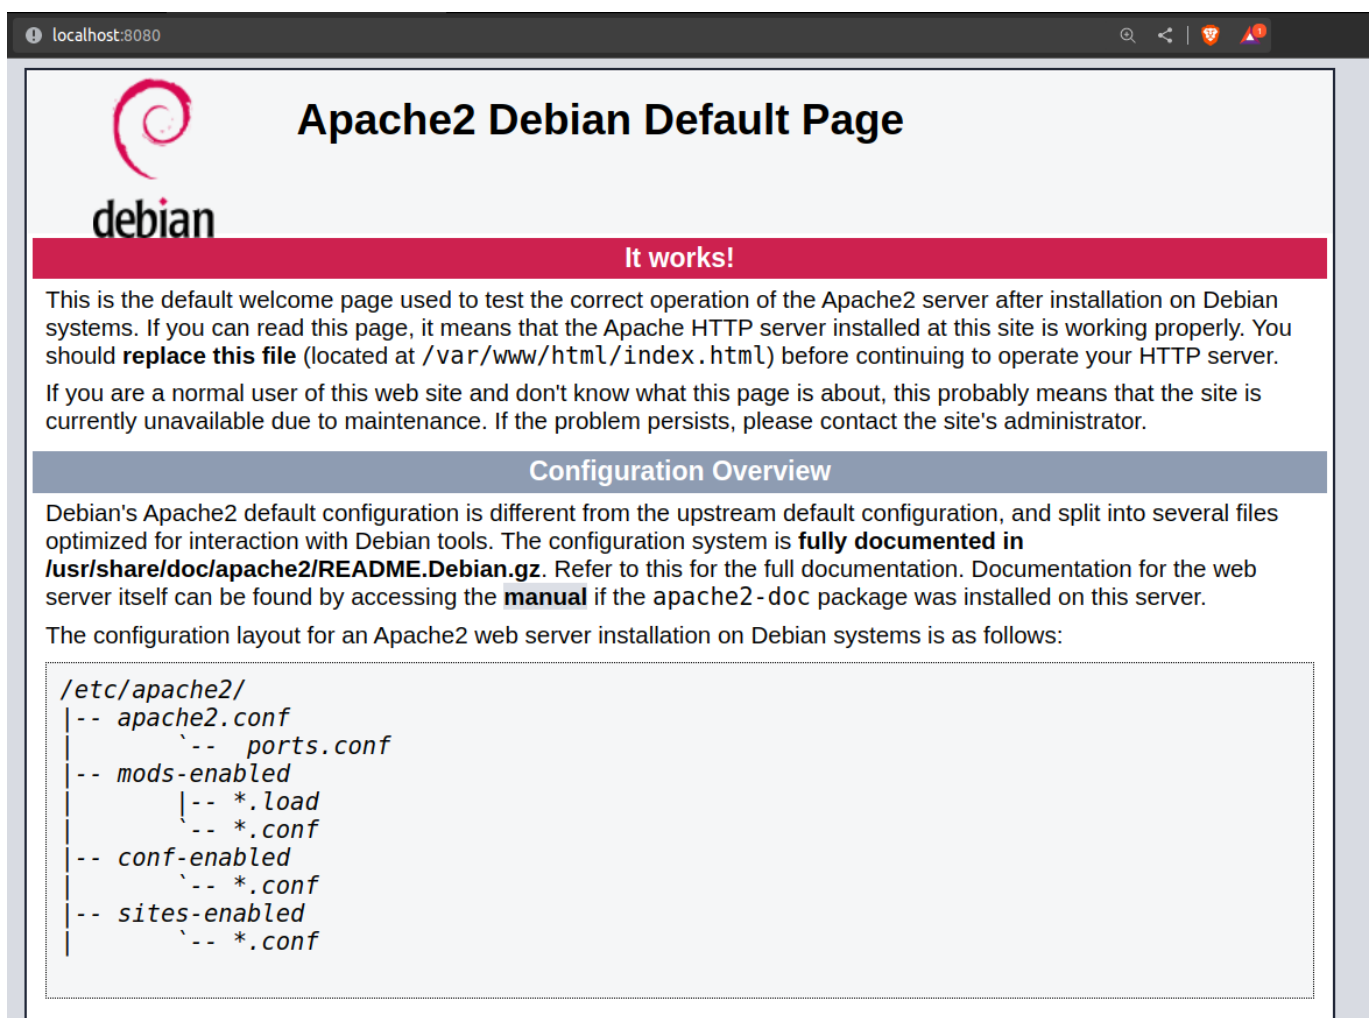 localhost:8080
1
debian
Apache2 Debian Default Page
It works!
This is the default welcome page used to test the correct operation of the Apache2 server after installation on Debian
systems. If you can read this page, it means that the Apache HTTP server installed at this site is working properly. You
should replace this file (located at /var/www/html/index.html) before continuing to operate your HTTP server.
If you are a normal user of this web site and don't know what this page is about, this probably means that the site is
currently unavailable due to maintenance. If the problem persists, please contact the site's administrator.
Configuration Overview
Debian's Apache2 default configuration is different from the upstream default configuration, and split into several files
optimized for interaction with Debian tools. The configuration system is fully documented in
/usr/share/doc/apache2/README.Debian.gz. Refer to this for the full documentation. Documentation for the web
server itself can be found by accessing the manual if the apache2-doc package was installed on this server.
The configuration layout for an Apache2 web server installation on Debian systems is as follows:
/etc/apache2/
|-- apache2.conf
|       `--  ports.conf
|-- mods-enabled
|       |-- *.load
|       `-- *.conf
|-- conf-enabled
|       `-- *.conf
|-- sites-enabled
|       `-- *.conf